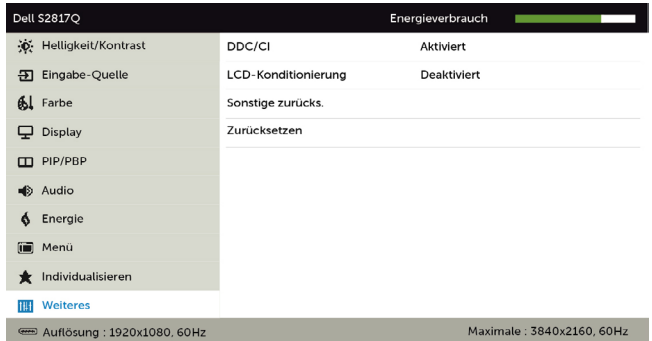 Dell S2817Q Energieverbrauch
Helligkeit/Kontrast DDC/CI Aktiviert
Eingabe-Quelle LCD-Konditionierung Deaktiviert
Farbe Sonstige zurücks.
Display Zurücksetzen
PIP/PBP
Audio
Energie
Menü
Individualisieren
Weiteres
Auflösung : 1920x1080, 60Hz Maximale : 3840x2160, 60Hz